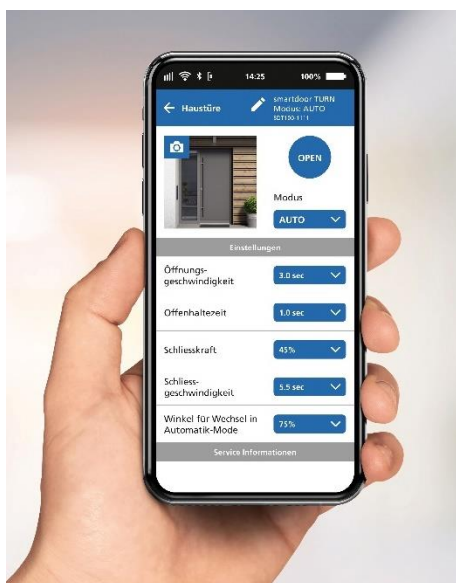 14:25
100%
Haustüre
smartdoor TURN
Modus: AUTO
OPEN
Modus
AUTO
Einstellungen
Öffnungs-
geschwindigkeit
3.0 sec
Offenhaltezeit
1.0 sec
Schliesskraft
45%
Schliess-
geschwindigkeit
5.5 sec
Winkel für Wechsel in
Automatik-Mode
75%
Service Informationen